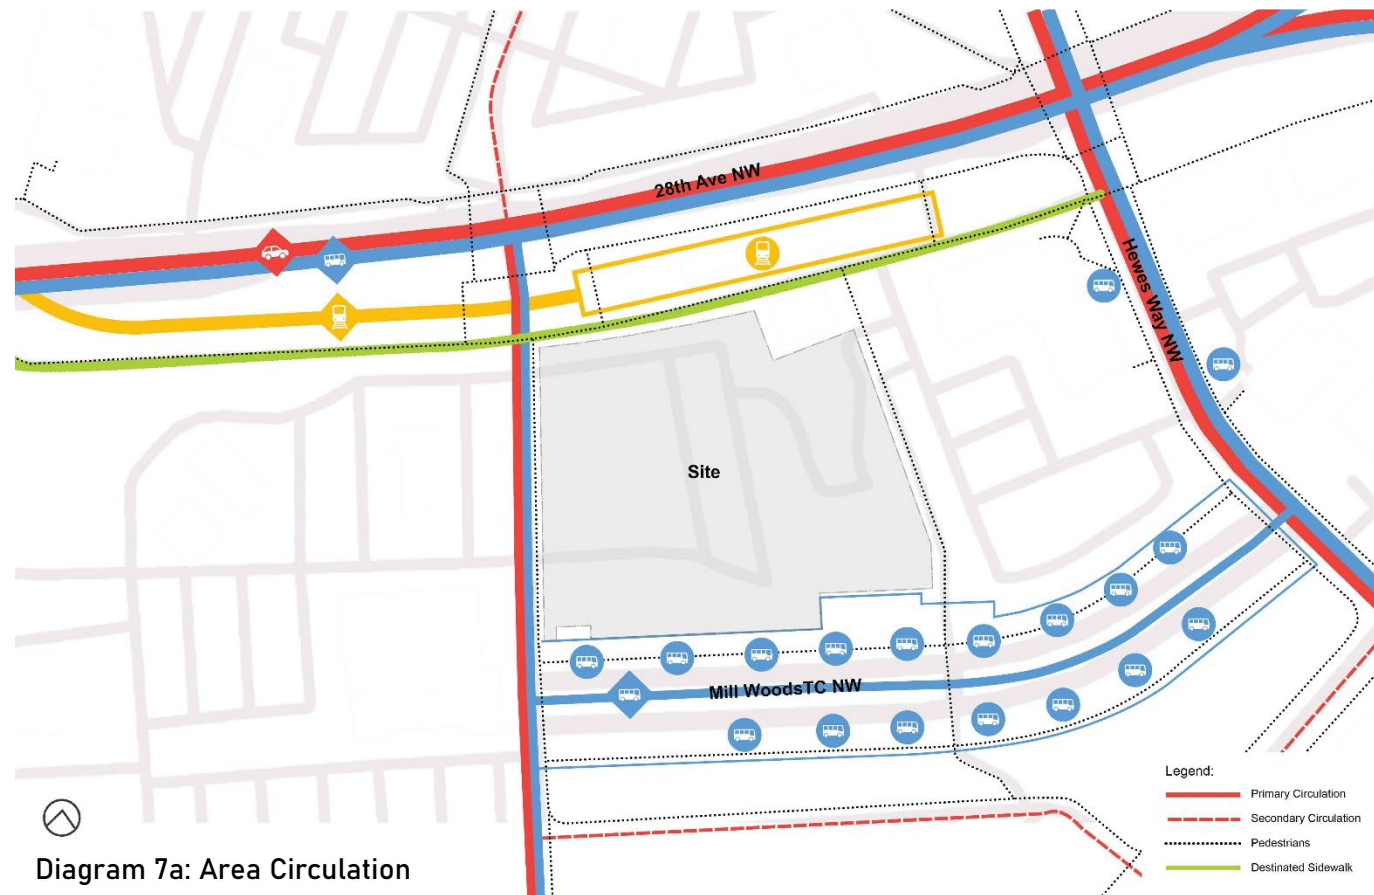 28th Ave NW
Hewes Way NW
Site
Mill WoodsTC NW
Legend:
Primary Circulation
Secondary Circulation
Pedestrians
Destinated Sidewalk
Diagram 7a: Area Circulation